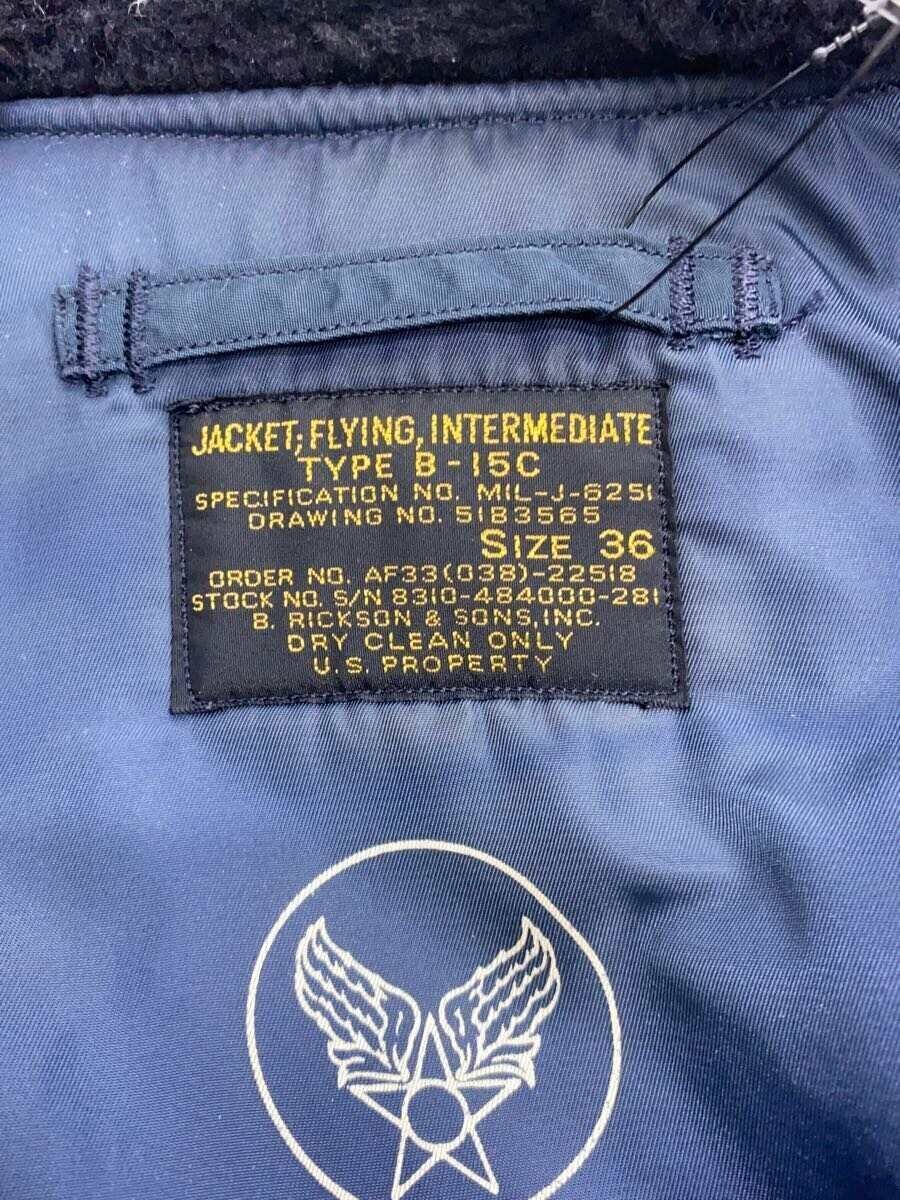 JACKET, FLYING, INTERMEDIATE
TYPE B-15C
SPECIFICATION NO. MIL-J-6251
DRAWING NO. 51B3565
SIZE 36
ORDER NO. AF33(038)-22518
STOCK NO. S/N 8310-484000-281
B. RICKSON & SONS, INC.
DRY CLEAN ONLY
U.S. PROPERTY